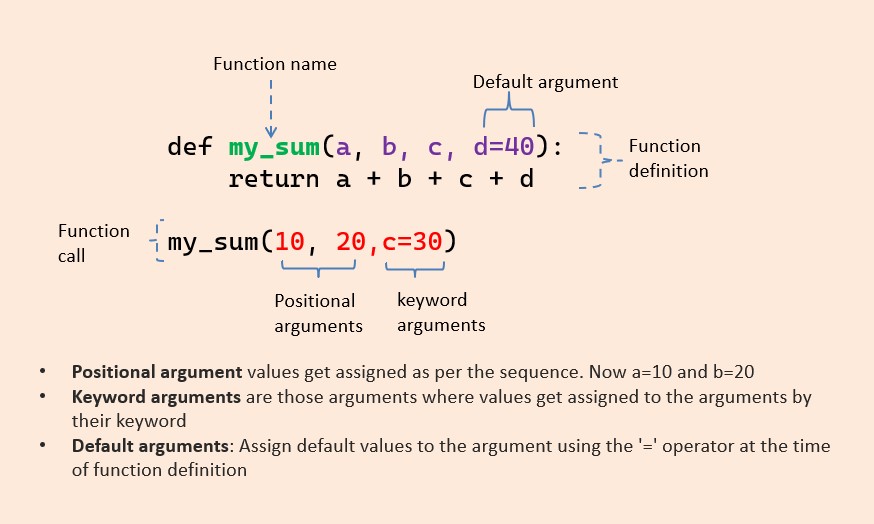 Function name
Default argument
def my_sum(a, b, c, d=40):
return a + b + c + d
Function
definition
Function
call
my_sum(10, 20,c=30)
Positional
arguments
keyword
arguments
• Positional argument values get assigned as per the sequence. Now a=10 and b=20
• Keyword arguments are those arguments where values get assigned to the arguments by
their keyword
• Default arguments: Assign default values to the argument using the '=' operator at the time
of function definition